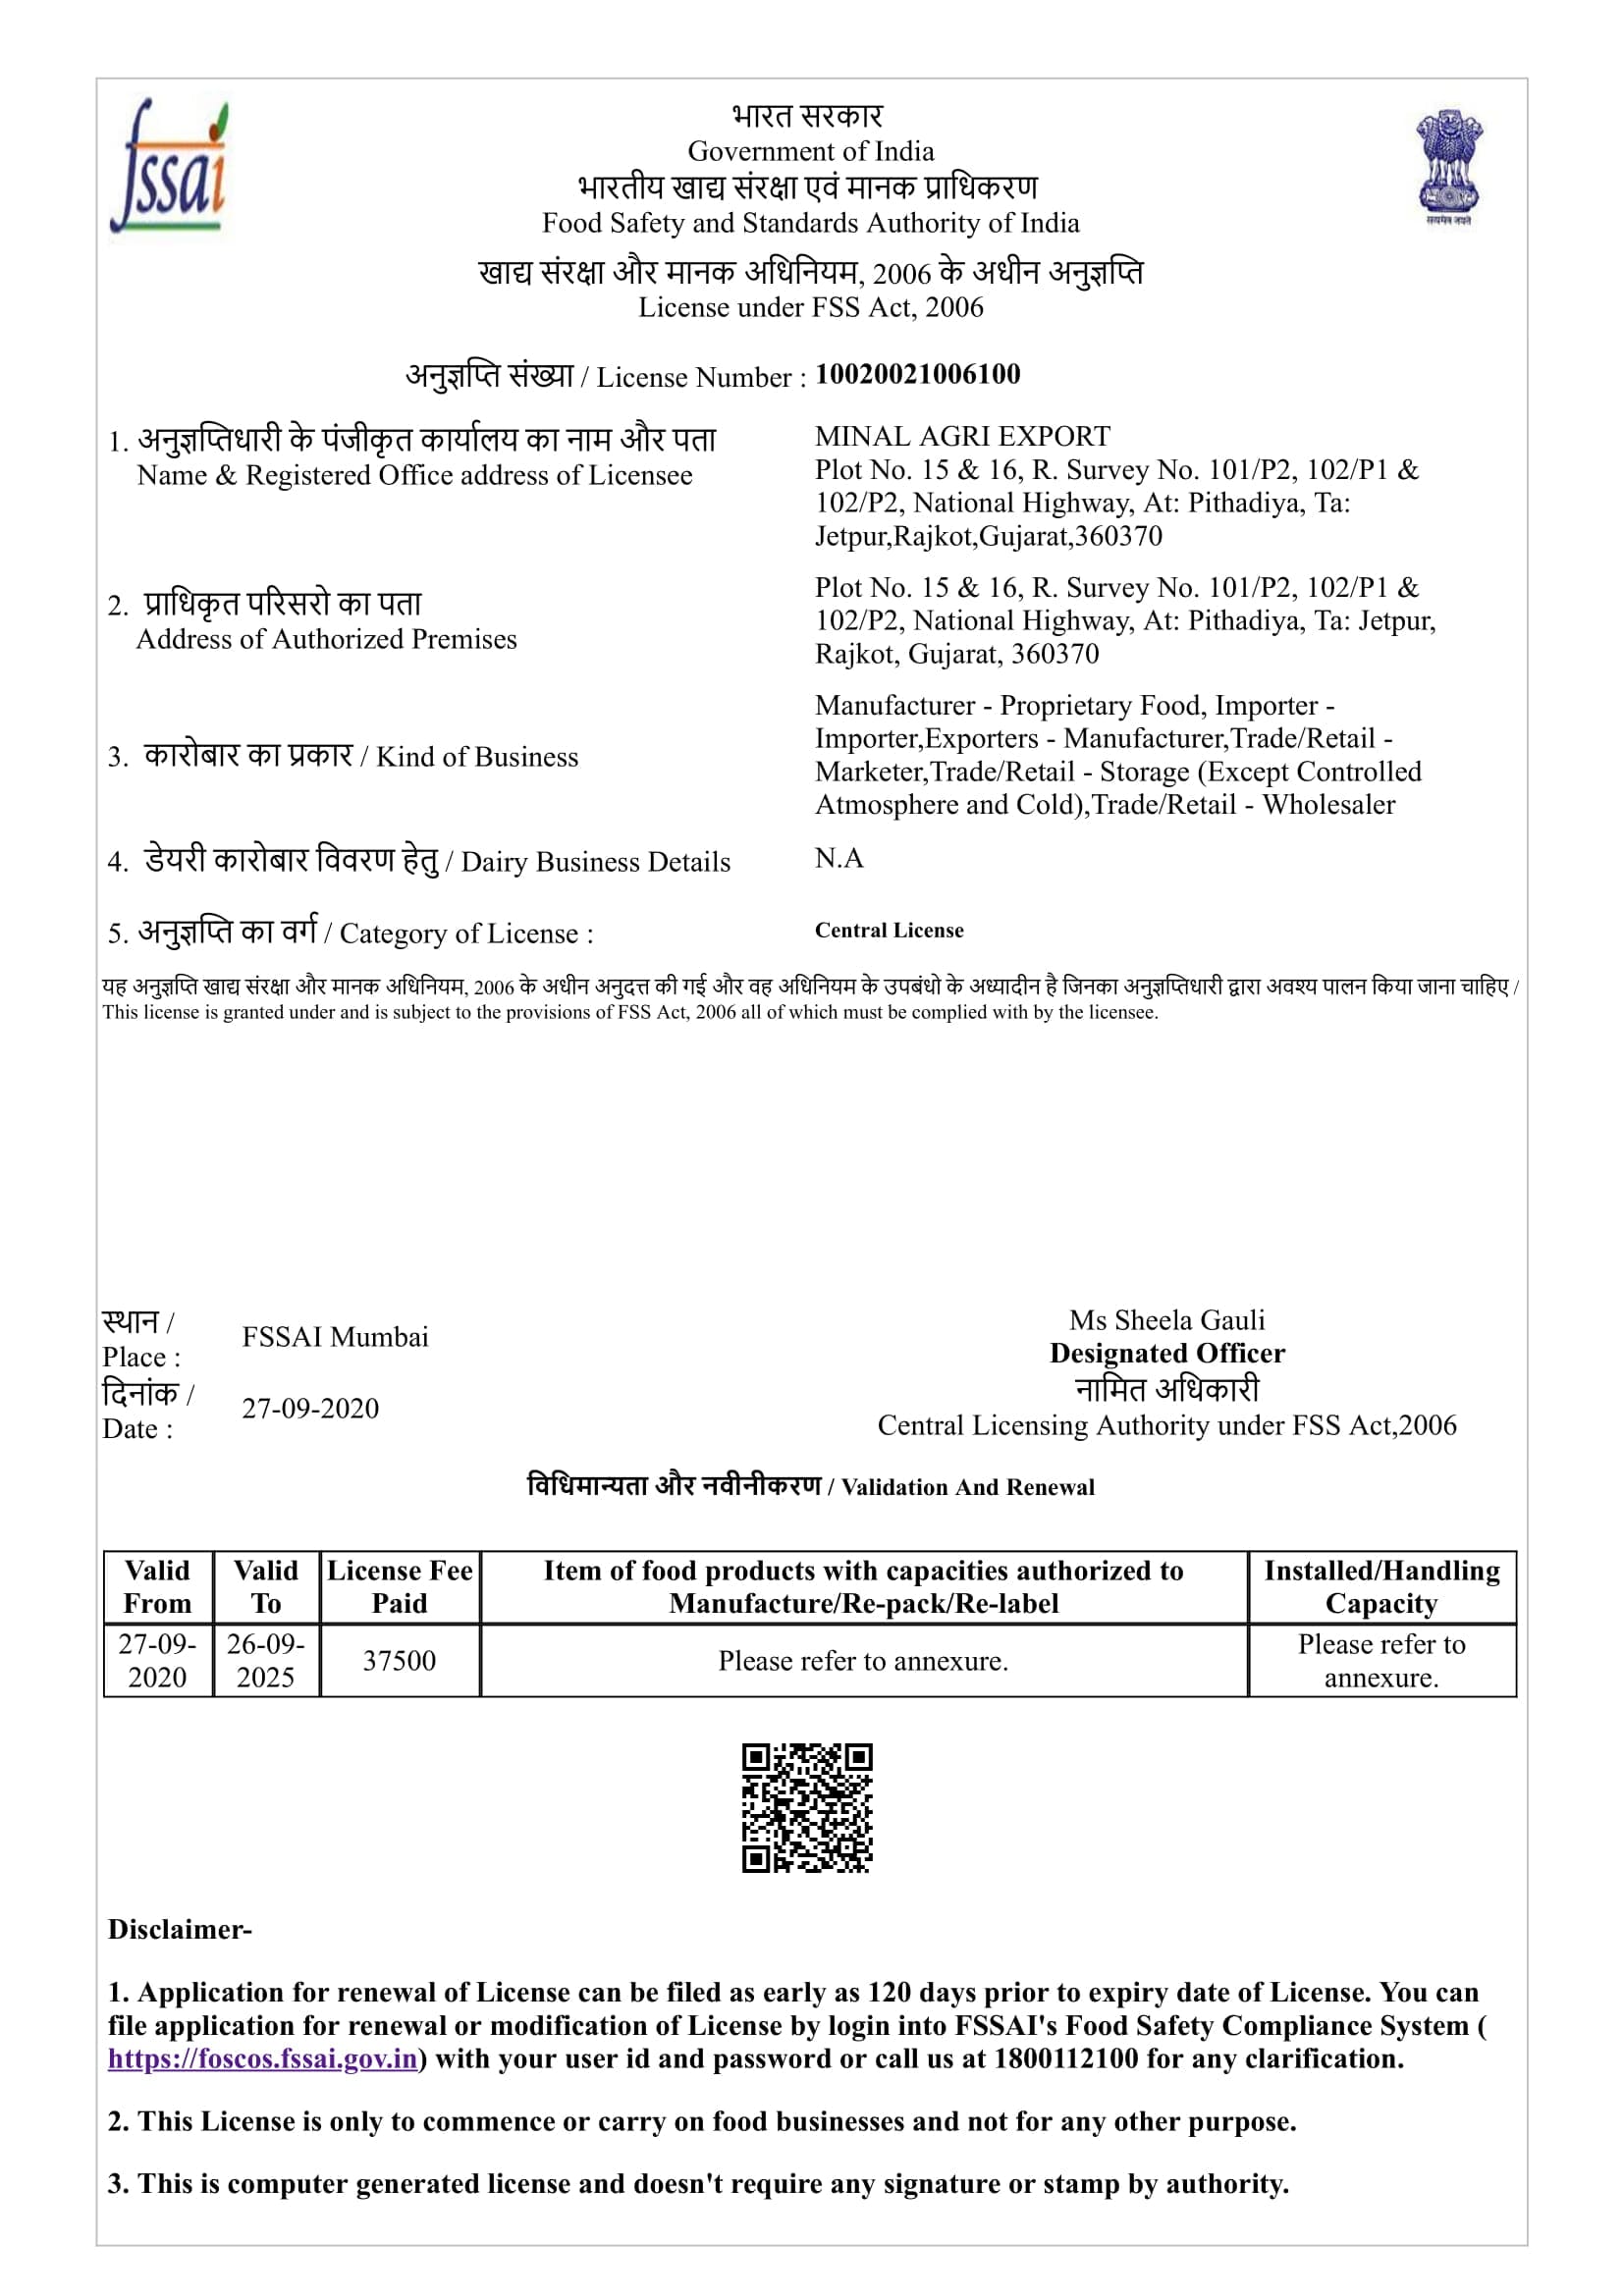 fssai
भारत सरकार
Government of India
भारतीय खाद्य संरक्षा एवं मानक प्राधिकरण
Food Safety and Standards Authority of India
सत्यमेव जयते
खाद्य संरक्षा और मानक अधिनियम, 2006 के अधीन अनुज्ञप्ति
License under FSS Act, 2006
अनुज्ञप्ति संख्या / License Number : 10020021006100
1. अनुज्ञप्तिधारी के पंजीकृत कार्यालय का नाम और पता
Name & Registered Office address of Licensee
MINAL AGRI EXPORT
Plot No. 15 & 16, R. Survey No. 101/P2, 102/P1 &
102/P2, National Highway, At: Pithadiya, Ta:
Jetpur,Rajkot,Gujarat,360370
2. प्राधिकृत परिसरो का पता
Address of Authorized Premises
Plot No. 15 & 16, R. Survey No. 101/P2, 102/P1 &
102/P2, National Highway, At: Pithadiya, Ta: Jetpur,
Rajkot, Gujarat, 360370
3. कारोबार का प्रकार / Kind of Business
Manufacturer - Proprietary Food, Importer -
Importer,Exporters - Manufacturer,Trade/Retail -
Marketer,Trade/Retail - Storage (Except Controlled
Atmosphere and Cold),Trade/Retail - Wholesaler
4. डेयरी कारोबार विवरण हेतु / Dairy Business Details N.A
5. अनुज्ञप्ति का वर्ग / Category of License : Central License
यह अनुज्ञप्ति खाद्य संरक्षा और मानक अधिनियम, 2006 के अधीन अनुदत्त की गई और वह अधिनियम के उपबंधो के अध्यादीन है जिनका अनुज्ञप्तिधारी द्वारा अवश्य पालन किया जाना चाहिए /
This license is granted under and is subject to the provisions of FSS Act, 2006 all of which must be complied with by the licensee.
स्थान /
Place :
FSSAI Mumbai
दिनांक /
Date :
27-09-2020
Ms Sheela Gauli
Designated Officer
नामित अधिकारी
Central Licensing Authority under FSS Act,2006
विधिमान्यता और नवीनीकरण / Validation And Renewal
Valid From Valid To License Fee Paid Item of food products with capacities authorized to Manufacture/Re-pack/Re-label Installed/Handling Capacity
27-09-2020 26-09-2025 37500 Please refer to annexure. Please refer to annexure.
Disclaimer-
1. Application for renewal of License can be filed as early as 120 days prior to expiry date of License. You can
file application for renewal or modification of License by login into FSSAI's Food Safety Compliance System (
https://foscos.fssai.gov.in) with your user id and password or call us at 1800112100 for any clarification.
2. This License is only to commence or carry on food businesses and not for any other purpose.
3. This is computer generated license and doesn't require any signature or stamp by authority.